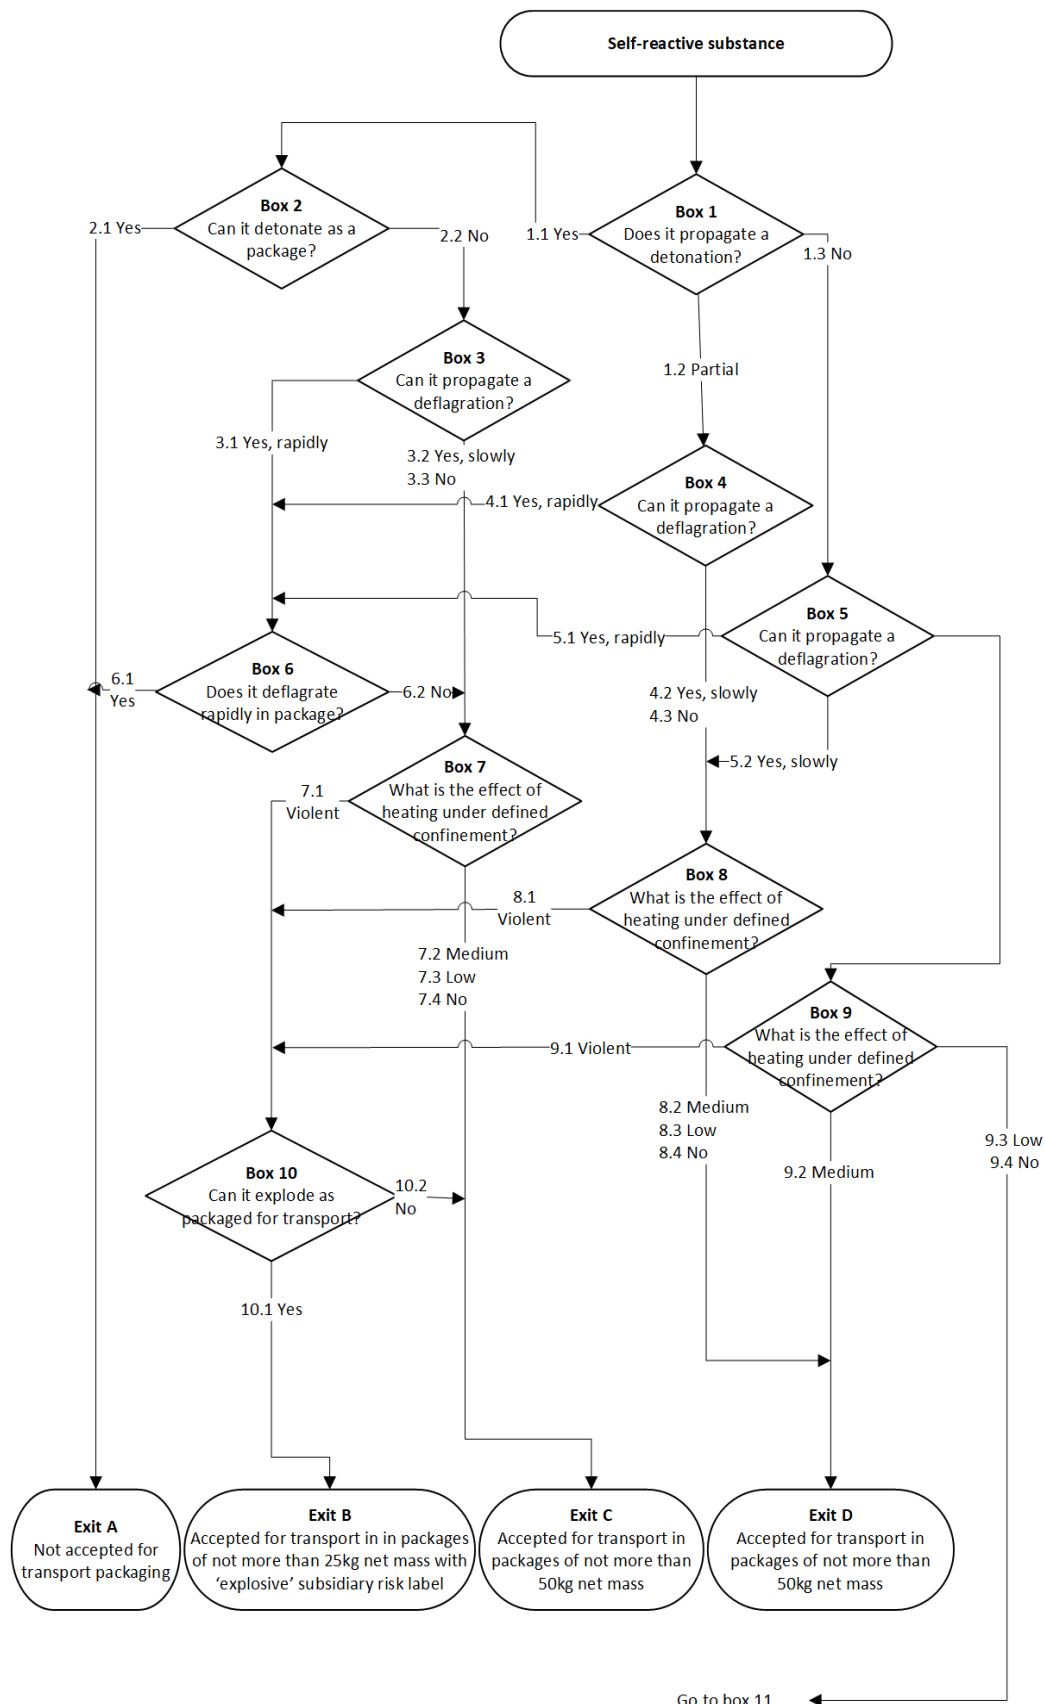 Self-reactive substance
Box 1
Does it propagate a
detonation?
1.1 Yes
1.2 Partial
1.3 No
Box 2
Can it detonate as a
package?
2.1 Yes
2.2 No
Box 3
Can it propagate a
deflagration?
3.1 Yes, rapidly
3.2 Yes, slowly
3.3 No
Box 4
Can it propagate a
deflagration?
4.1 Yes, rapidly
4.2 Yes, slowly
4.3 No
Box 5
Can it propagate a
deflagration?
5.1 Yes, rapidly
5.2 Yes, slowly
Box 6
Does it deflagrate
rapidly in package?
6.1
Yes
6.2 No
Box 7
What is the effect of
heating under defined
confinement?
7.1
Violent
7.2 Medium
7.3 Low
7.4 No
Box 8
What is the effect of
heating under defined
confinement?
8.1
Violent
8.2 Medium
8.3 Low
8.4 No
Box 9
What is the effect of
heating under defined
confinement?
9.1 Violent
9.2 Medium
9.3 Low
9.4 No
Box 10
Can it explode as
packaged for transport?
10.2
No
10.1 Yes
Exit A
Not accepted for
transport packaging
Exit B
Accepted for transport in in packages
of not more than 25kg net mass with
‘explosive’ subsidiary risk label
Exit C
Accepted for transport in
packages of not more than
50kg net mass
Exit D
Accepted for transport in
packages of not more than
50kg net mass
Go to box 11